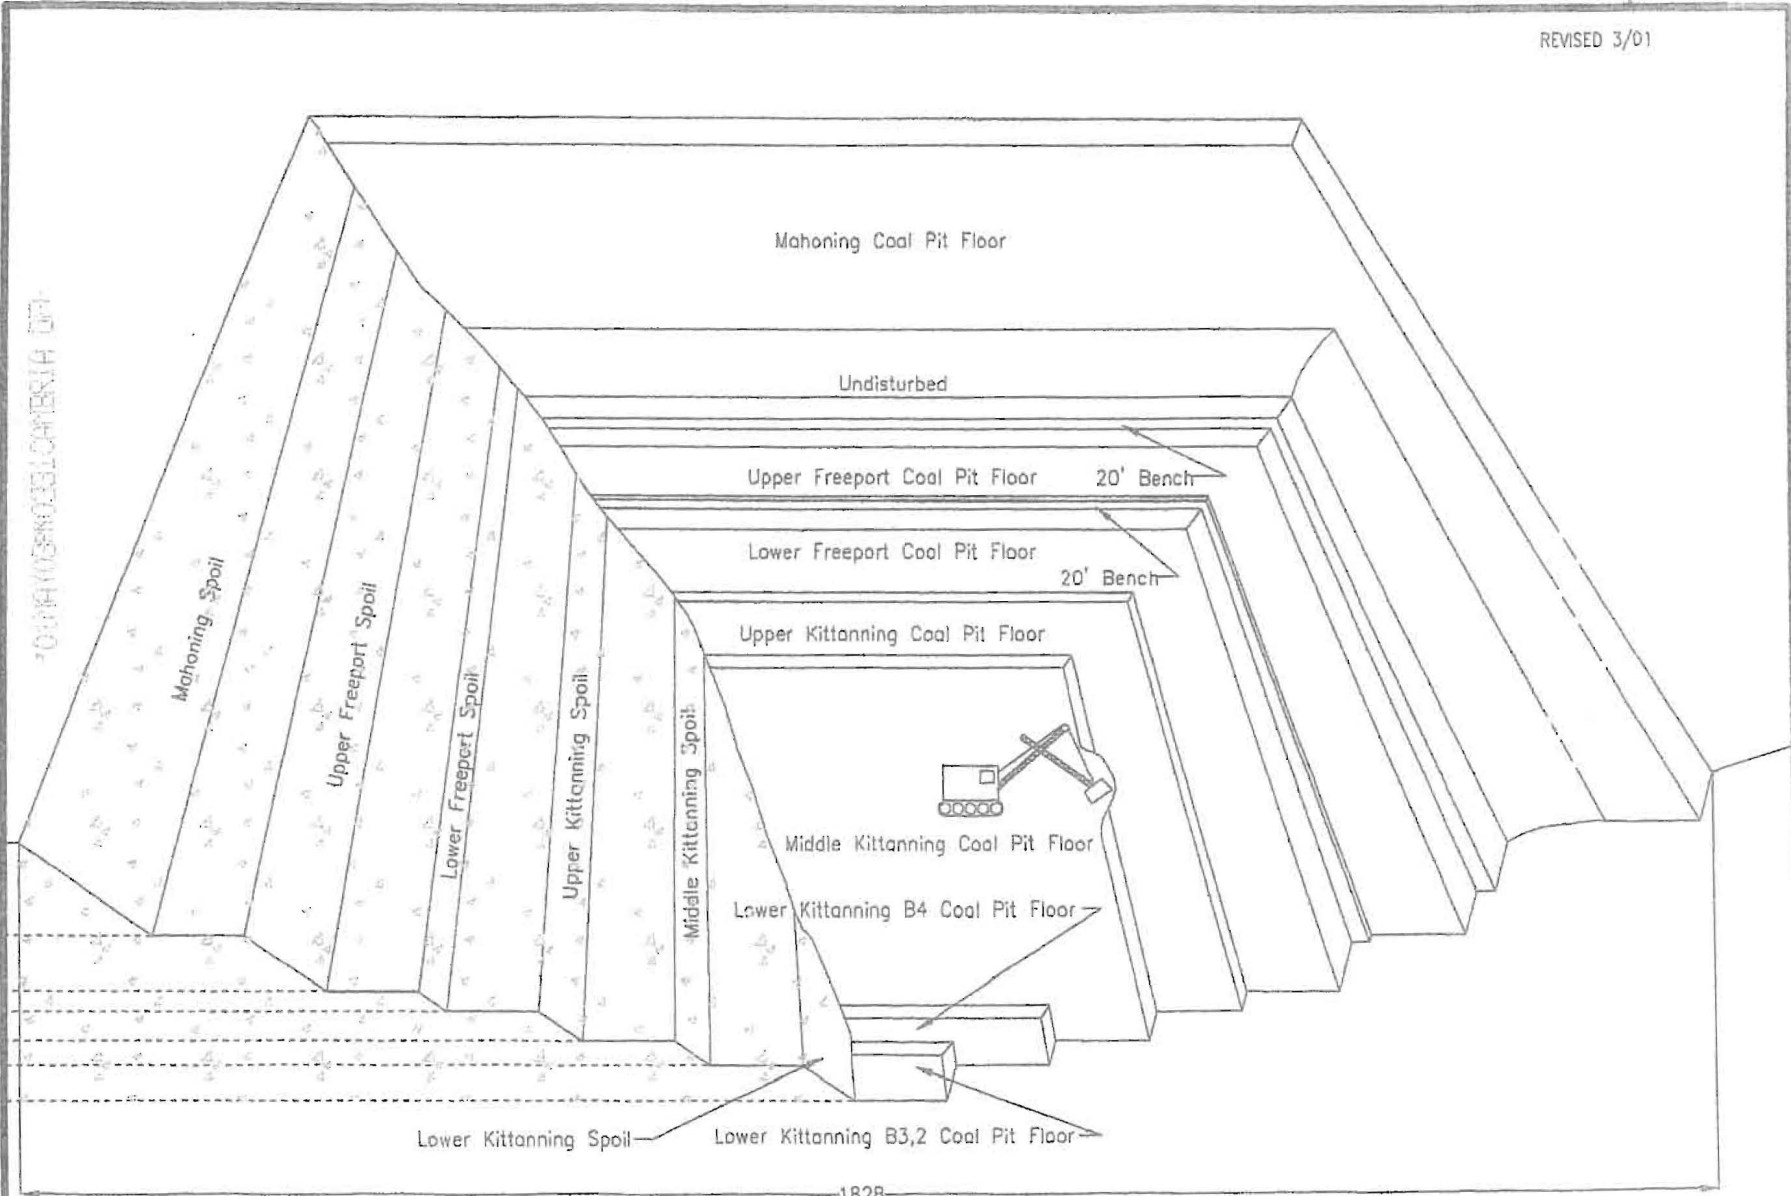 REVISED 3/01
Mahoning Coal Pit Floor
Undisturbed
Upper Freeport Coal Pit Floor
20' Bench
Lower Freeport Coal Pit Floor
20' Bench
Upper Kittanning Coal Pit Floor
Mahoning Spoil
Upper Freeport Spoil
Lower Freeport Spoil
Upper Kittanning Spoil
Middle Kittanning Spoil
Middle Kittanning Coal Pit Floor
Lower Kittanning B4 Coal Pit Floor
Lower Kittanning Spoil
Lower Kittanning B3,2 Coal Pit Floor
1828